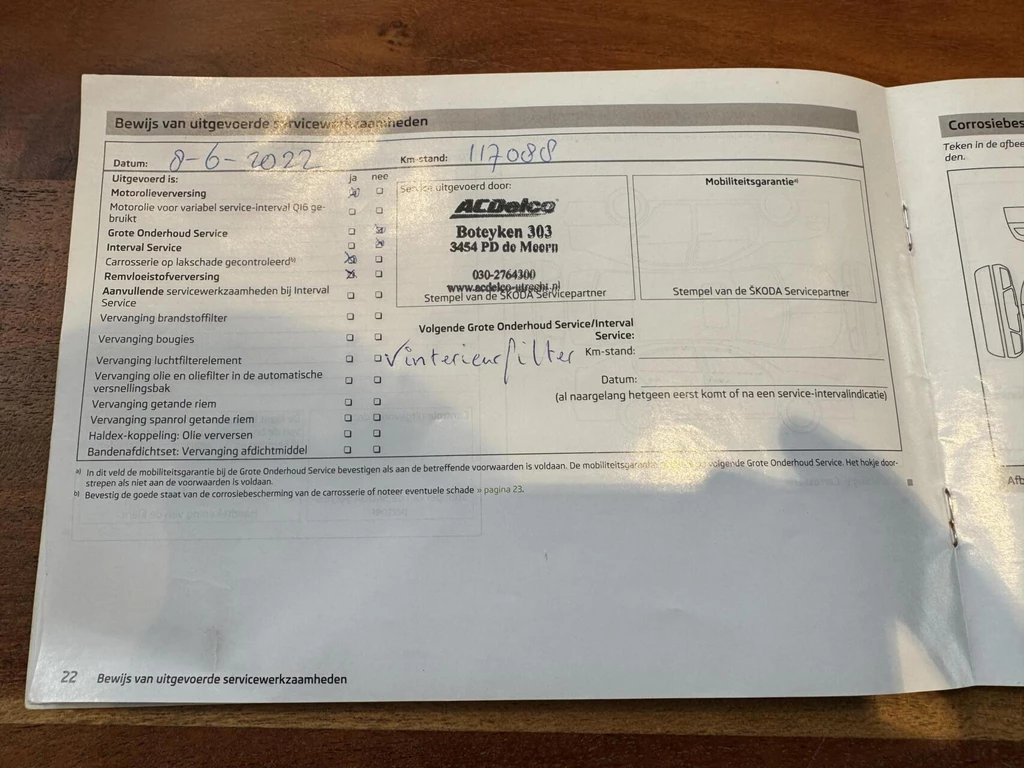 Bewijs van uitgevoerde servicewerkzaamheden
Datum: 8-6-2022 Km-stand: 117088
Uitgevoerd is: ja nee
Motorolieverversing
Motorolie voor variabel service-interval QI6 ge-
bruikt
Grote Onderhoud Service
Interval Service
Carrosserie op lakschade gecontroleerd b)
Remvloeistofverversing
Aanvullende servicewerkzaamheden bij Interval
Service
Vervanging brandstoffilter
Vervanging bougies
Vervanging luchtfilterelement
Vervanging olie en oliefilter in de automatische
versnellingsbak
Vervanging getande riem
Vervanging spanrol getande riem
Haldex-koppeling: Olie verversen
Bandenafdichtset: Vervanging afdichtmiddel
Service uitgevoerd door:
ACDelco
Boteyken 303
3454 PD de Meern
030-2764300
www.acdelco-utrecht.nl
Stempel van de ŠKODA Servicepartner
Mobiliteitsgarantie a)
Stempel van de ŠKODA Servicepartner
Volgende Grote Onderhoud Service/Interval
Service:
interieurfilter
Km-stand:
Datum:
(al naargelang hetgeen eerst komt of na een service-intervalindicatie)
a) In dit veld de mobiliteitsgarantie bij de Grote Onderhoud Service bevestigen als aan de betreffende voorwaarden is voldaan. De mobiliteitsgarantie volgende Grote Onderhoud Service. Het hokje door-
strepen als niet aan de voorwaarden is voldaan.
b) Bevestig de goede staat van de corrosiebescherming van de carrosserie of noteer eventuele schade » pagina 23.
22 Bewijs van uitgevoerde servicewerkzaamheden
Corrosiebes
Teken in de afbee
den.
Afb